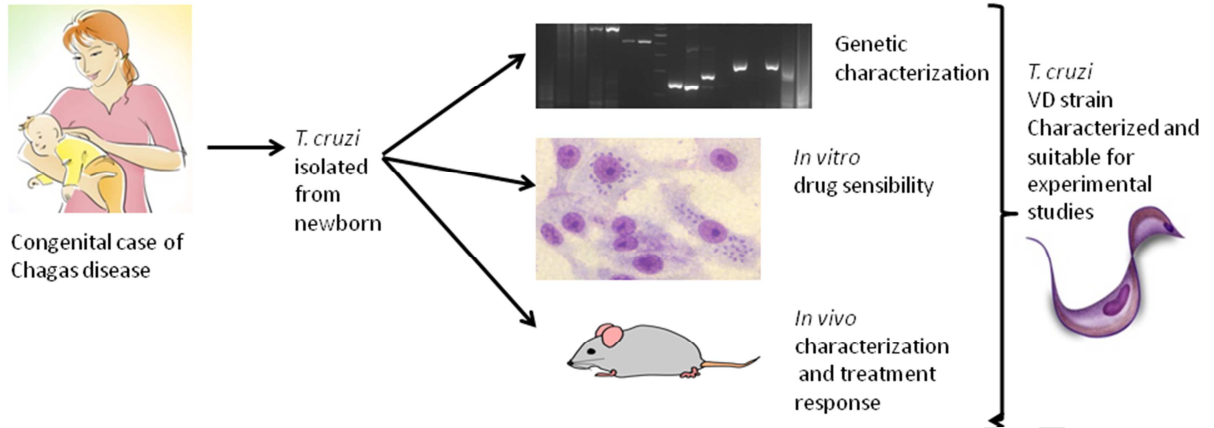 Congenital case of
Chagas disease
T. cruzi
isolated
from
newborn
Genetic
characterization
In vitro
drug sensibility
In vivo
characterization
and treatment
response
T. cruzi
VD strain
Characterized and
suitable for
experimental
studies